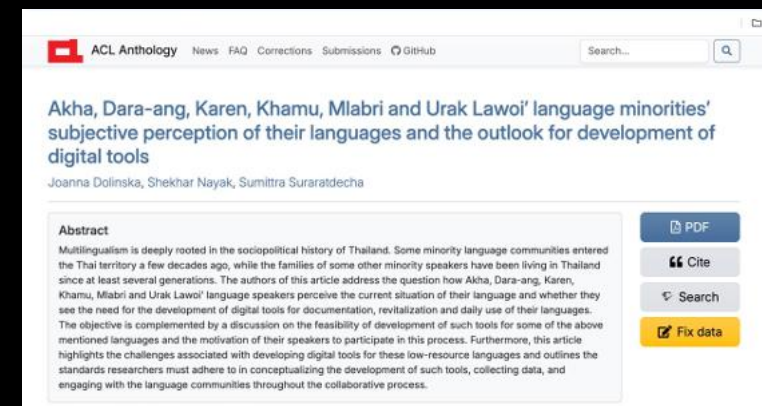 ACL Anthology News FAQ Corrections Submissions GitHub Search...
Akha, Dara-ang, Karen, Khamu, Mlabri and Urak Lawoi' language minorities'
subjective perception of their languages and the outlook for development of
digital tools
Joanna Dolinska, Shekhar Nayak, Sumittra Suraratdecha
Abstract
Multilingualism is deeply rooted in the sociopolitical history of Thailand. Some minority language communities entered
the Thai territory a few decades ago, while the families of some other minority speakers have been living in Thailand
since at least several generations. The authors of this article address the question how Akha, Dara-ang, Karen,
Khamu, Mlabri and Urak Lawoi' language speakers perceive the current situation of their language and whether they
see the need for the development of digital tools for documentation, revitalization and daily use of their languages.
The objective is complemented by a discussion on the feasibility of development of such tools for some of the above
mentioned languages and the motivation of their speakers to participate in this process. Furthermore, this article
highlights the challenges associated with developing digital tools for these low-resource languages and outlines the
standards researchers must adhere to in conceptualizing the development of such tools, collecting data, and
engaging with the language communities throughout the collaborative process.
PDF
Cite
Search
Fix data